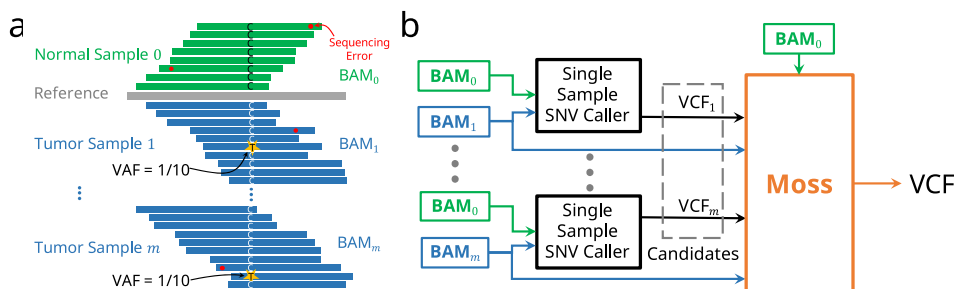 a
Normal Sample 0
Sequencing
Error
BAM0
Reference
Tumor Sample 1
BAM1
VAF = 1/10
T
Tumor Sample m
BAMm
VAF = 1/10
T
b
BAM0
BAM0
Single
Sample
SNV Caller
VCF1
BAM1
Moss
VCF
BAM0
Single
Sample
SNV Caller
VCFm
BAMm
Candidates